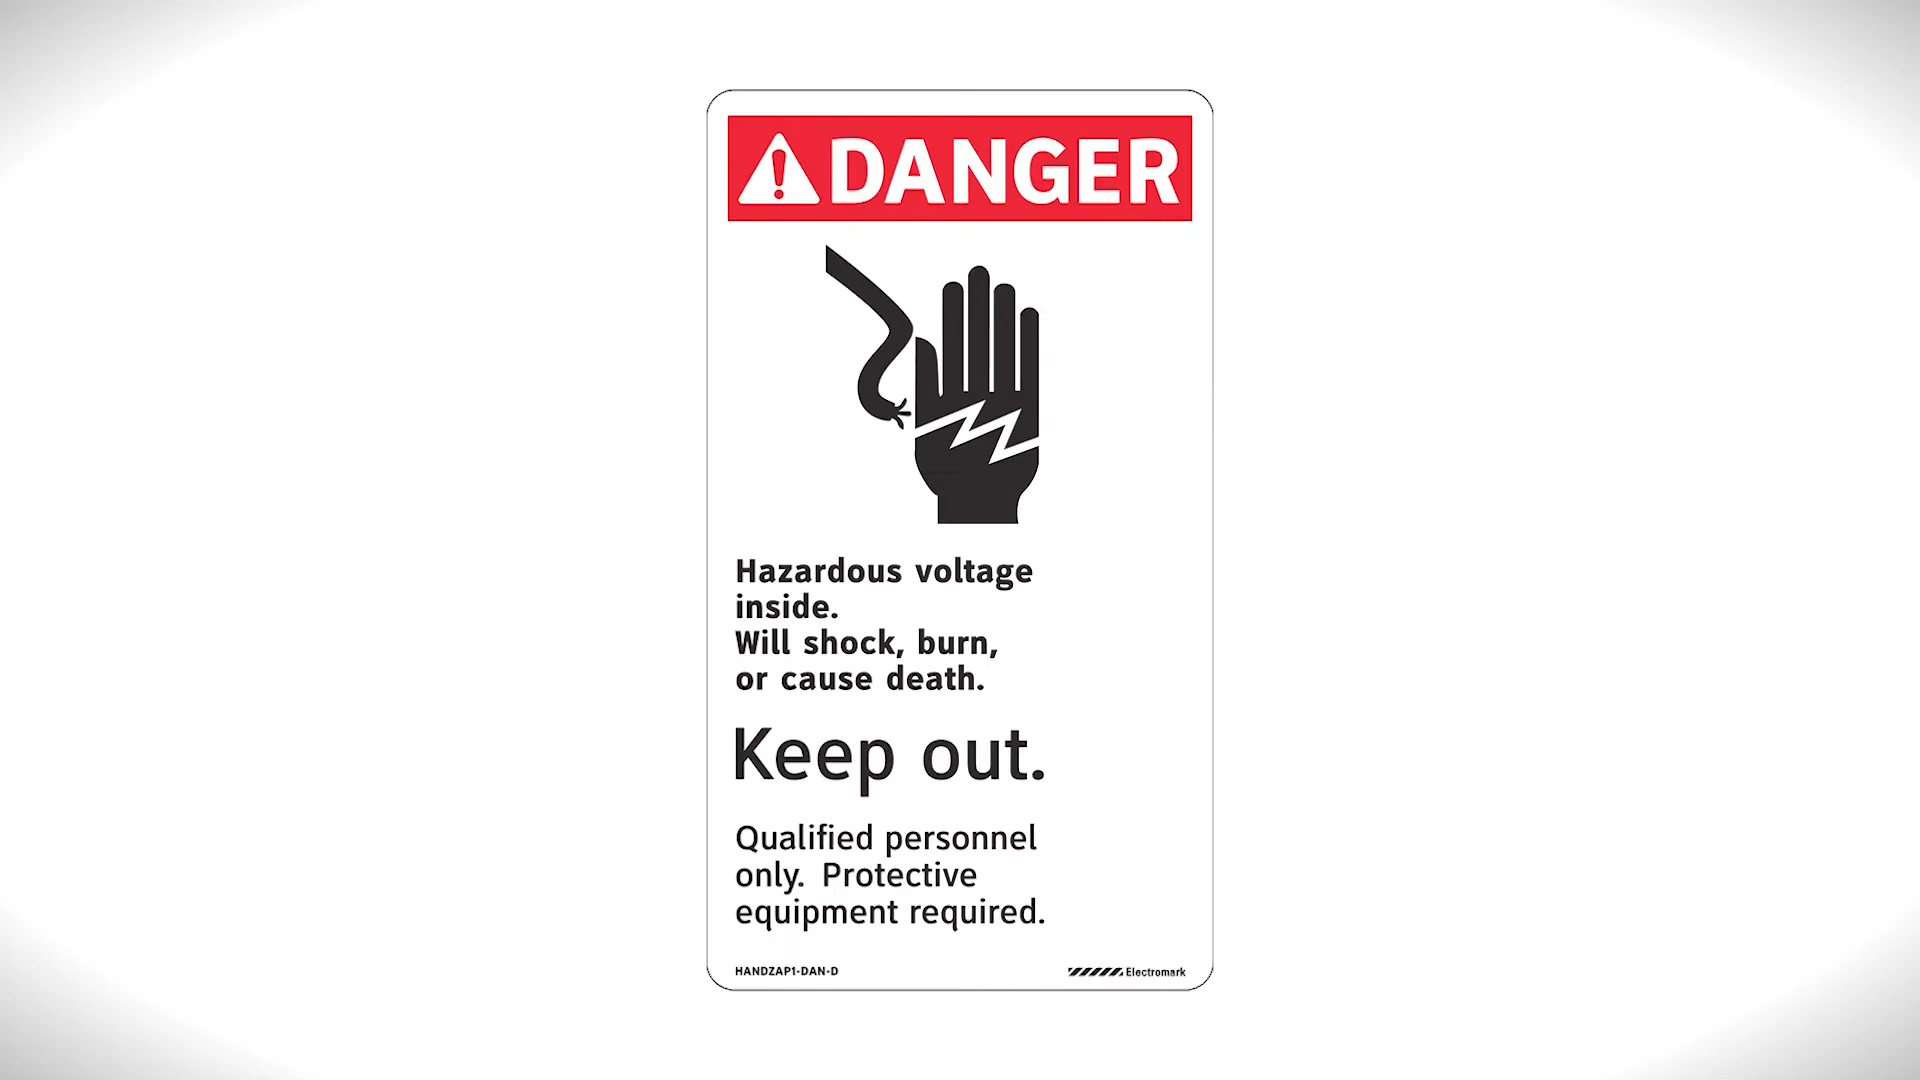 DANGER
Hazardous voltage
inside.
Will shock, burn,
or cause death.
Keep out.
Qualified personnel
only. Protective
equipment required.
HANDZAP1-DAN-D
Electromark